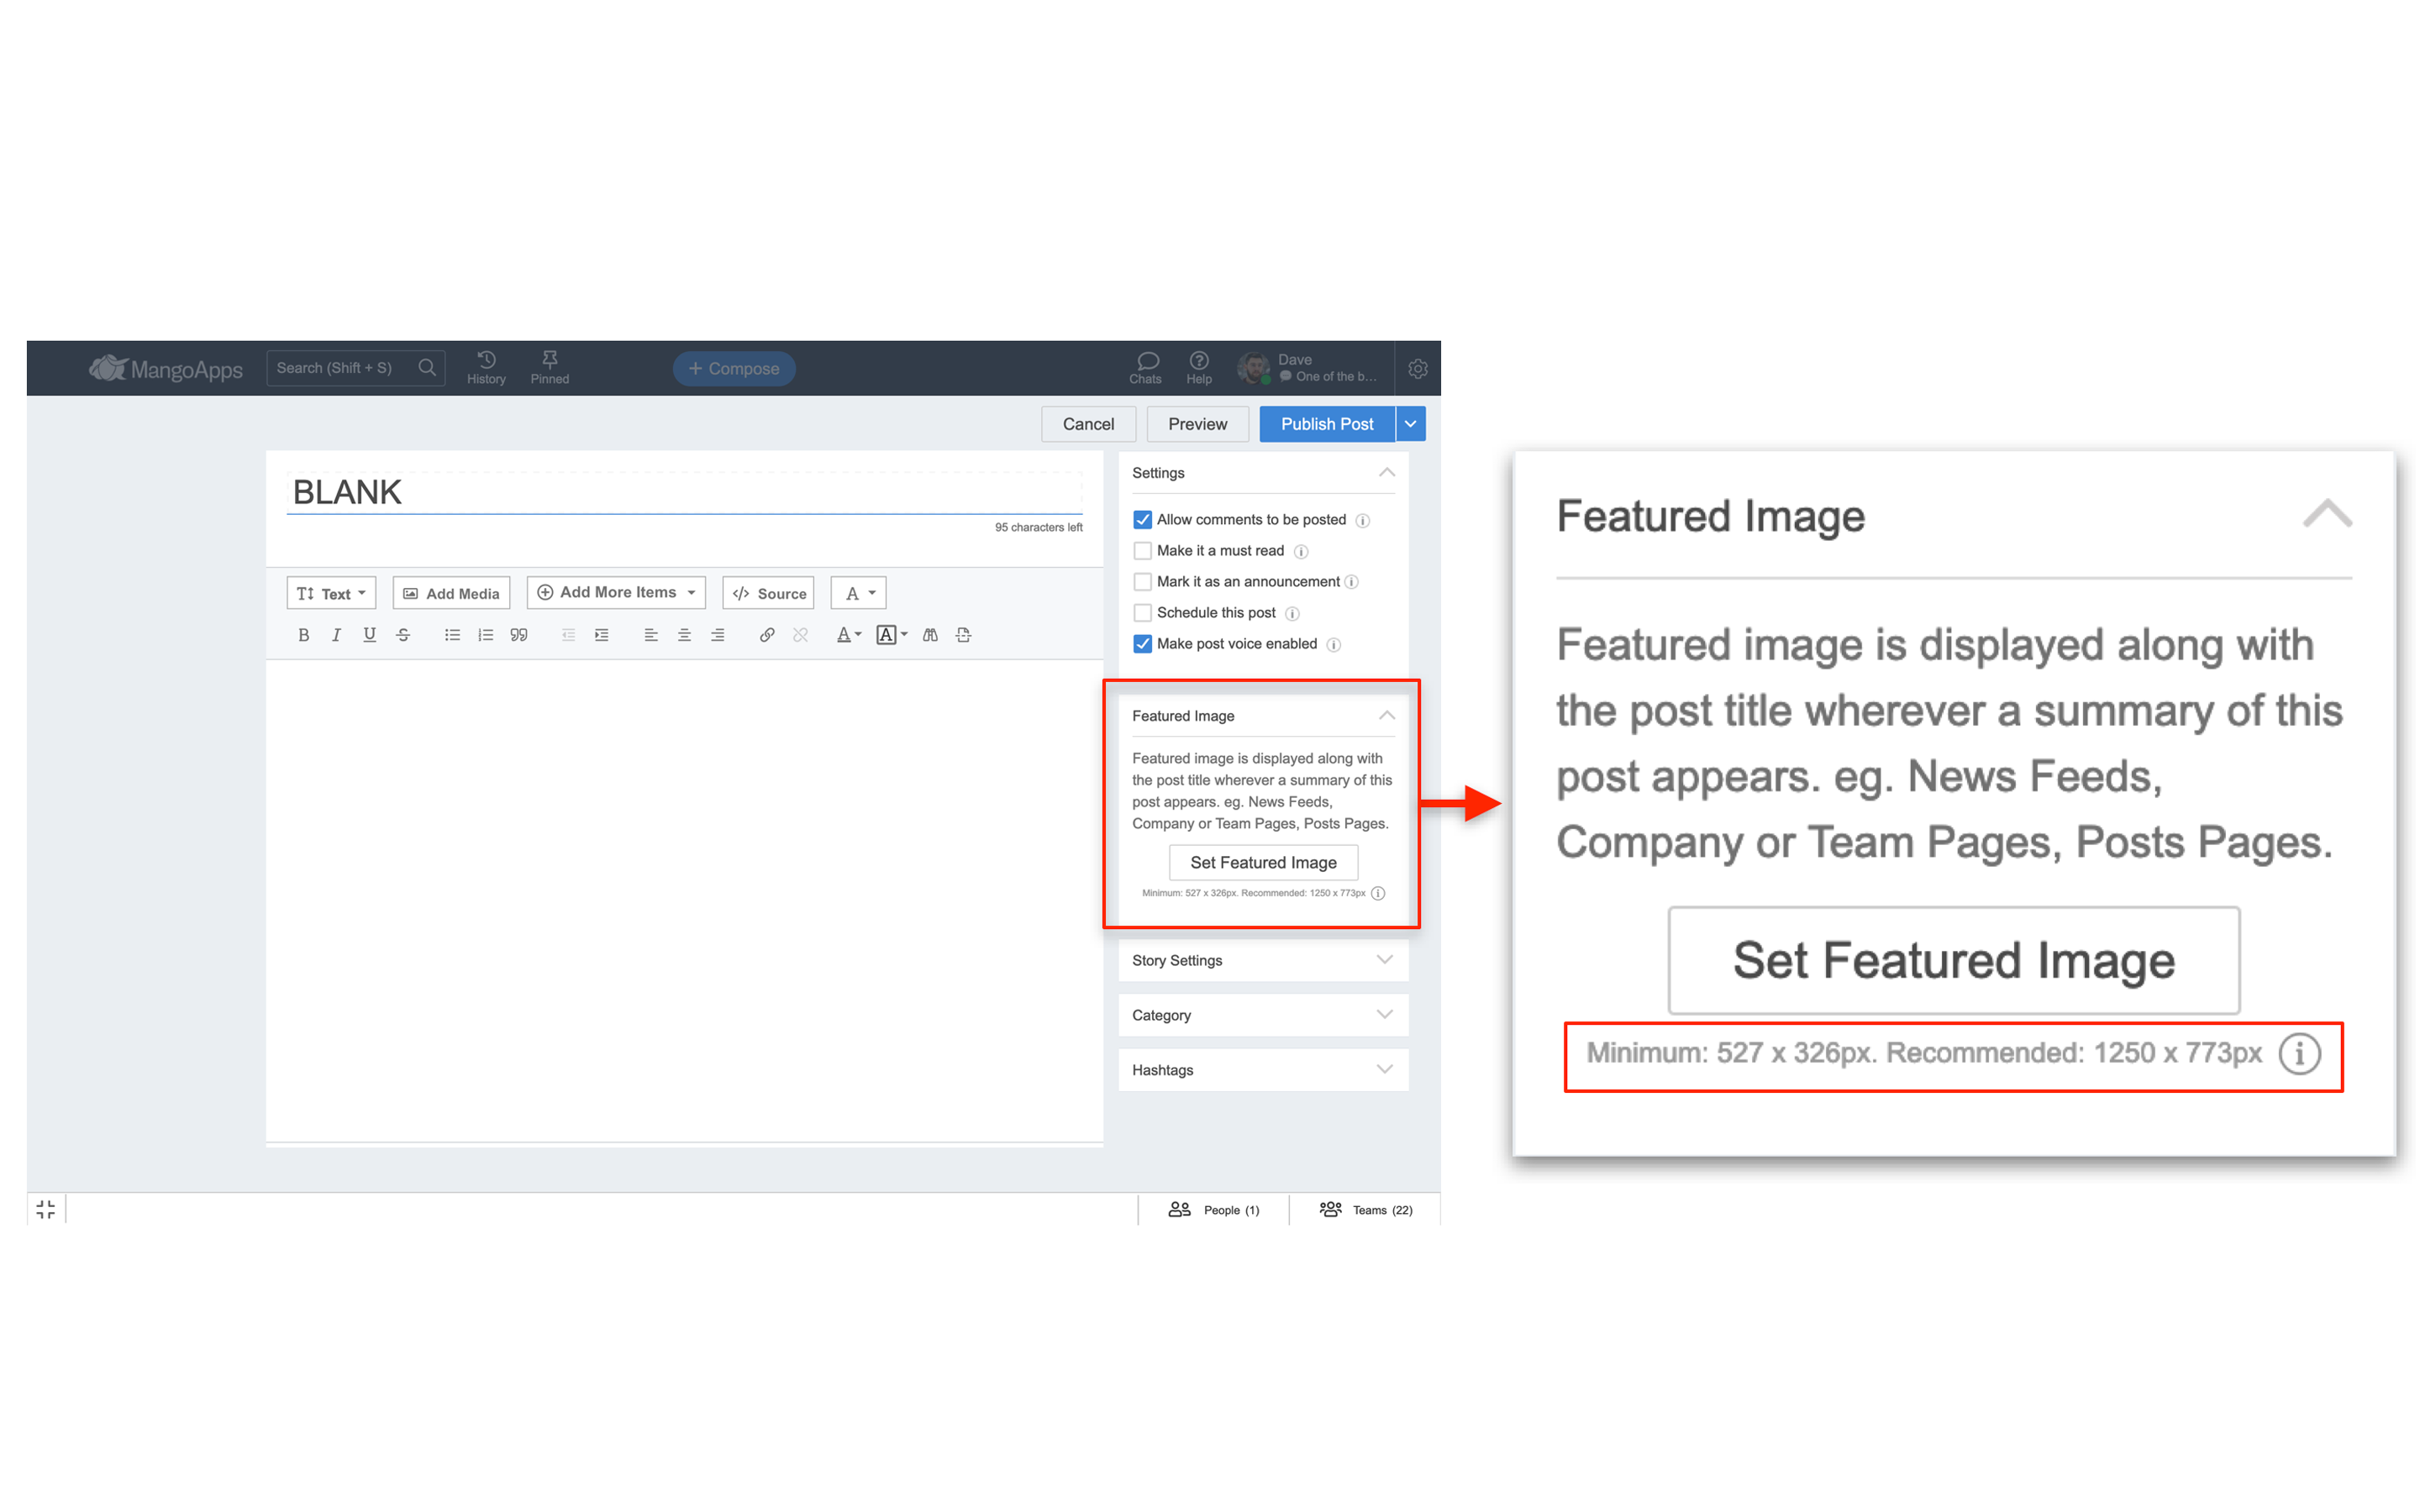 MangoApps
Search (Shift + S)
History
Pinned
+ Compose
Chats
Help
Dave
One of the b...
Cancel
Preview
Publish Post
BLANK
95 characters left
Text
Add Media
Add More Items
</> Source
A
B I U S
A
A
Settings
Allow comments to be posted
Make it a must read
Mark it as an announcement
Schedule this post
Make post voice enabled
Featured Image
Featured image is displayed along with
the post title wherever a summary of this
post appears. eg. News Feeds,
Company or Team Pages, Posts Pages.
Set Featured Image
Minimum: 527 x 326px. Recommended: 1250 x 773px
Story Settings
Category
Hashtags
People (1)
Teams (22)
Featured Image
Featured image is displayed along with
the post title wherever a summary of this
post appears. eg. News Feeds,
Company or Team Pages, Posts Pages.
Set Featured Image
Minimum: 527 x 326px. Recommended: 1250 x 773px